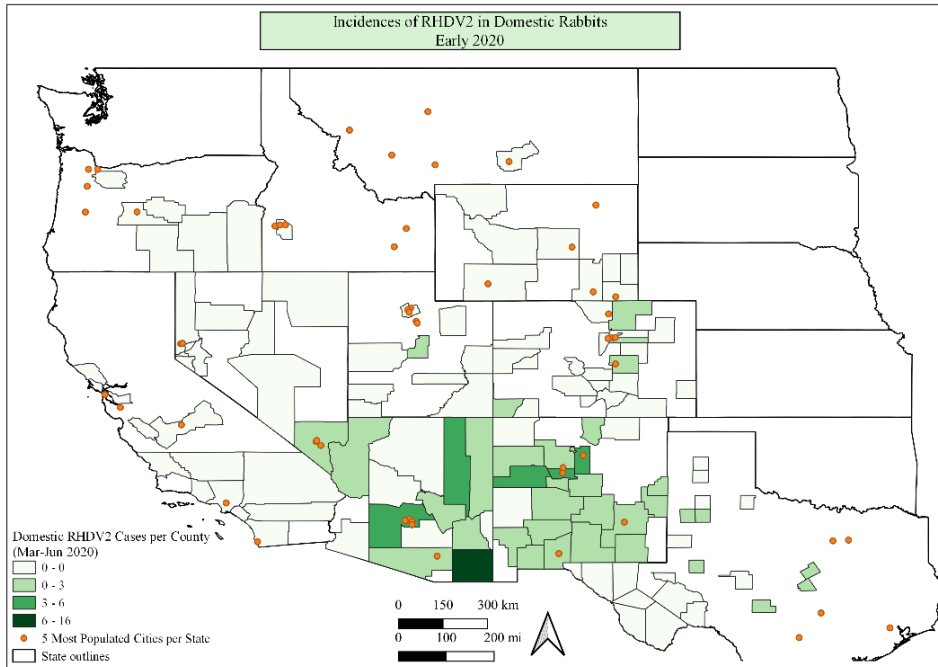 Incidences of RHDV2 in Domestic Rabbits
Early 2020
Domestic RHDV2 Cases per County
(Mar-Jun 2020)
0 - 0
0 - 3
3 - 6
6 - 16
5 Most Populated Cities per State
State outlines
0 150 300 km
0 100 200 mi